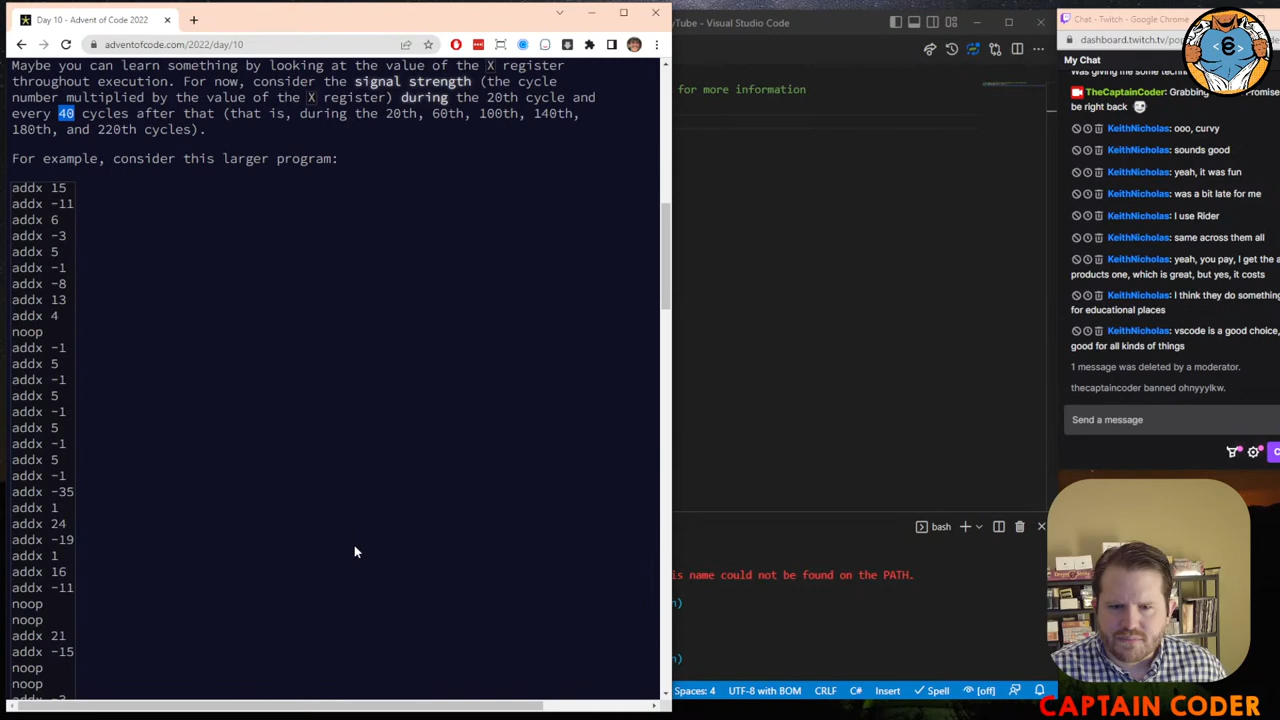 Day 10 - Advent of Code 2022
adventofcode.com/2022/day/10
Maybe you can learn something by looking at the value of the X register
throughout execution. For now, consider the signal strength (the cycle
number multiplied by the value of the X register) during the 20th cycle and
every 40 cycles after that (that is, during the 20th, 60th, 100th, 140th,
180th, and 220th cycles).
For example, consider this larger program:
addx 15
addx -11
addx 6
addx -3
addx 5
addx -1
addx -8
addx 13
addx 4
noop
addx -1
addx 5
addx -1
addx 5
addx -1
addx 5
addx -1
addx 5
addx -1
addx -35
addx 1
addx 24
addx -19
addx 1
addx 16
addx -11
noop
noop
addx 21
addx -15
noop
noop
Tube - Visual Studio Code
for more information
bash
is name could not be found on the PATH.
Spaces: 4
UTF-8 with BOM
CRLF
C#
Insert
Spell
[off]
Chat - Twitch - Google Chrome
dashboard.twitch.tv/
My Chat
was giving me some
TheCaptainCoder: Grabbing
be right back
KeithNicholas: ooo, curvy
KeithNicholas: sounds good
KeithNicholas: yeah, it was fun
KeithNicholas: was a bit late for me
KeithNicholas: I use Rider
KeithNicholas: same across them all
KeithNicholas: yeah, you pay, I get the a
products one, which is great, but yes, it costs
KeithNicholas: I think they do something
for educational places
KeithNicholas: vscode is a good choice,
good for all kinds of things
1 message was deleted by a moderator.
thecaptaincoder banned ohnyyylkw.
Send a message
CAPTAIN CODER